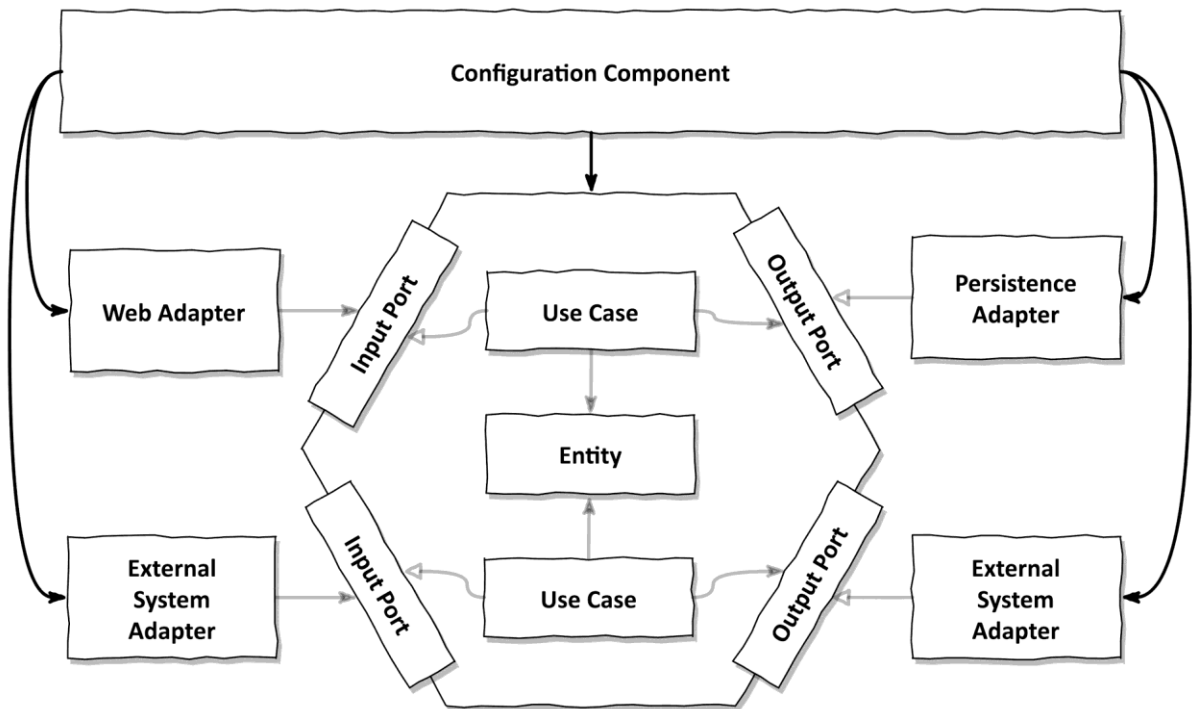 Configuration Component
Web Adapter
Input Port
Use Case
Output Port
Persistence
Adapter
Entity
External
System
Adapter
Input Port
Use Case
Output Port
External
System
Adapter